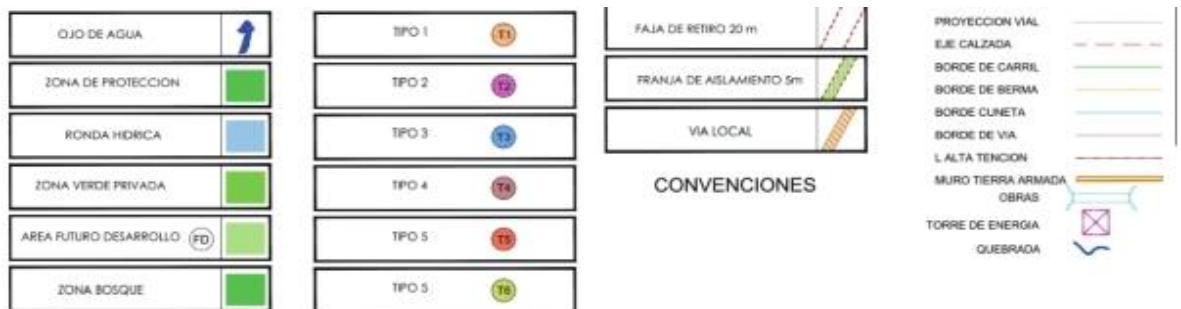 OJO DE AGUA
ZONA DE PROTECCION
RONDA HIDRICA
ZONA VERDE PRIVADA
AREA FUTURO DESARROLLO FD
ZONA BOSQUE
TIPO 1 T1
TIPO 2 T2
TIPO 3 T3
TIPO 4 T4
TIPO 5 T5
TIPO 5 T6
FAJA DE RETIRO 20 m
FRANJA DE AISLAMIENTO 5m
VIA LOCAL
CONVENCIONES
PROYECCION VIAL
EJE CALZADA
BORDE DE CARRIL
BORDE DE BERMA
BORDE CUNETA
BORDE DE VIA
L ALTA TENCION
MURO TIERRA ARMADA
OBRAS
TORRE DE ENERGIA
QUEBRADA